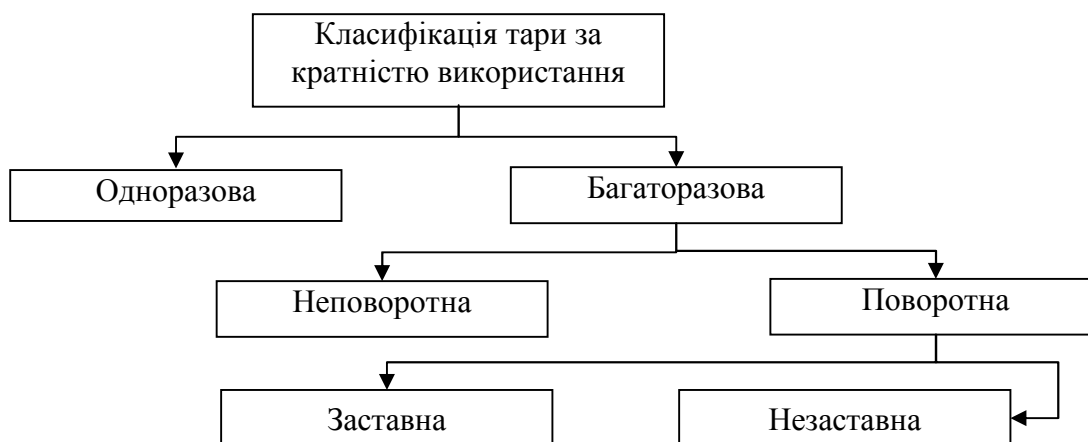 Класифікація тари за
кратністю використання
Одноразова
Багаторазова
Неповоротна
Поворотна
Заставна
Незаставна